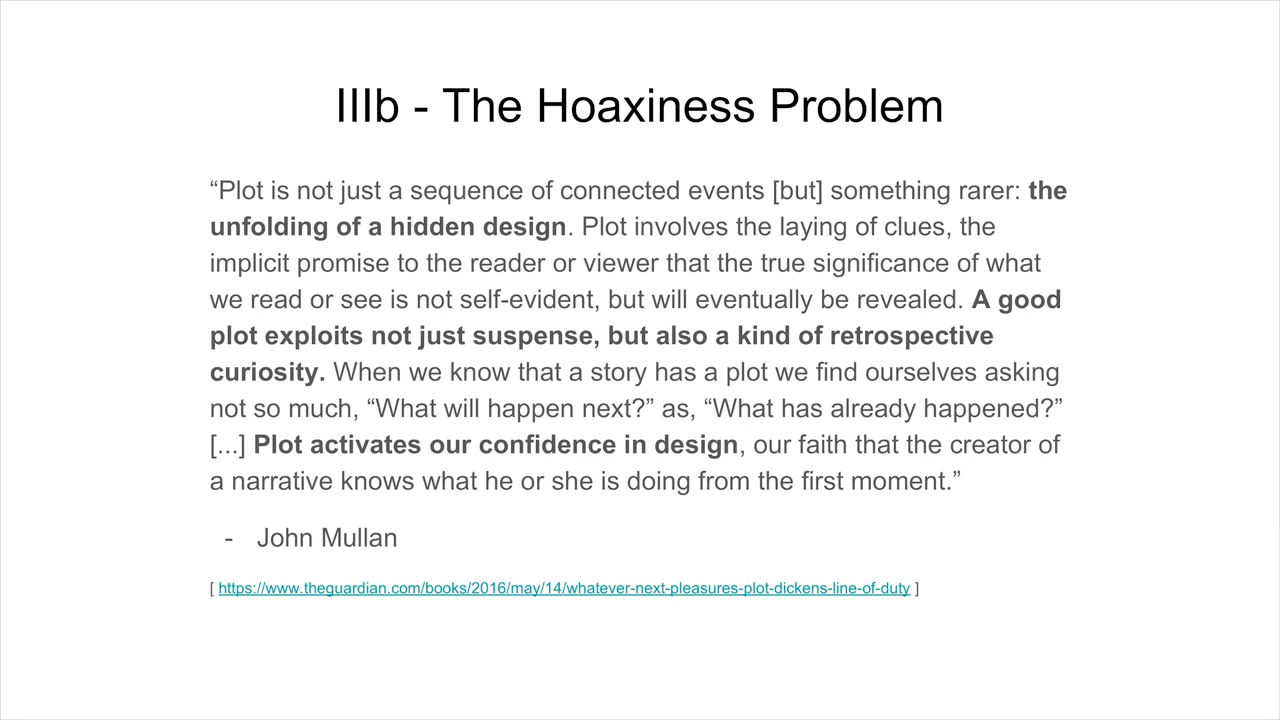 IIIb - The Hoaxiness Problem
“Plot is not just a sequence of connected events [but] something rarer: the
unfolding of a hidden design. Plot involves the laying of clues, the
implicit promise to the reader or viewer that the true significance of what
we read or see is not self-evident, but will eventually be revealed. A good
plot exploits not just suspense, but also a kind of retrospective
curiosity. When we know that a story has a plot we find ourselves asking
not so much, “What will happen next?” as, “What has already happened?”
[...] Plot activates our confidence in design, our faith that the creator of
a narrative knows what he or she is doing from the first moment.”
- John Mullan
[ https://www.theguardian.com/books/2016/may/14/whatever-next-pleasures-plot-dickens-line-of-duty ]